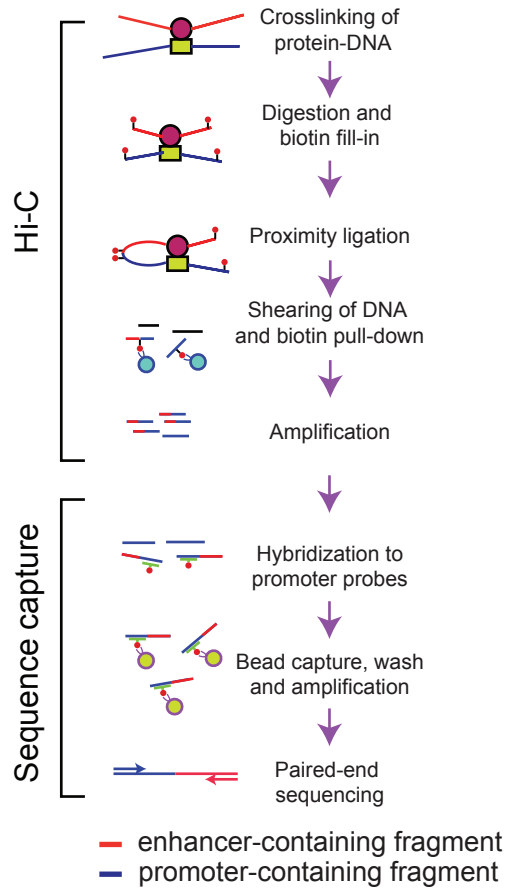 Hi-C
Crosslinking of
protein-DNA
Digestion and
biotin fill-in
Proximity ligation
Shearing of DNA
and biotin pull-down
Amplification
Sequence capture
Hybridization to
promoter probes
Bead capture, wash
and amplification
Paired-end
sequencing
enhancer-containing fragment
promoter-containing fragment